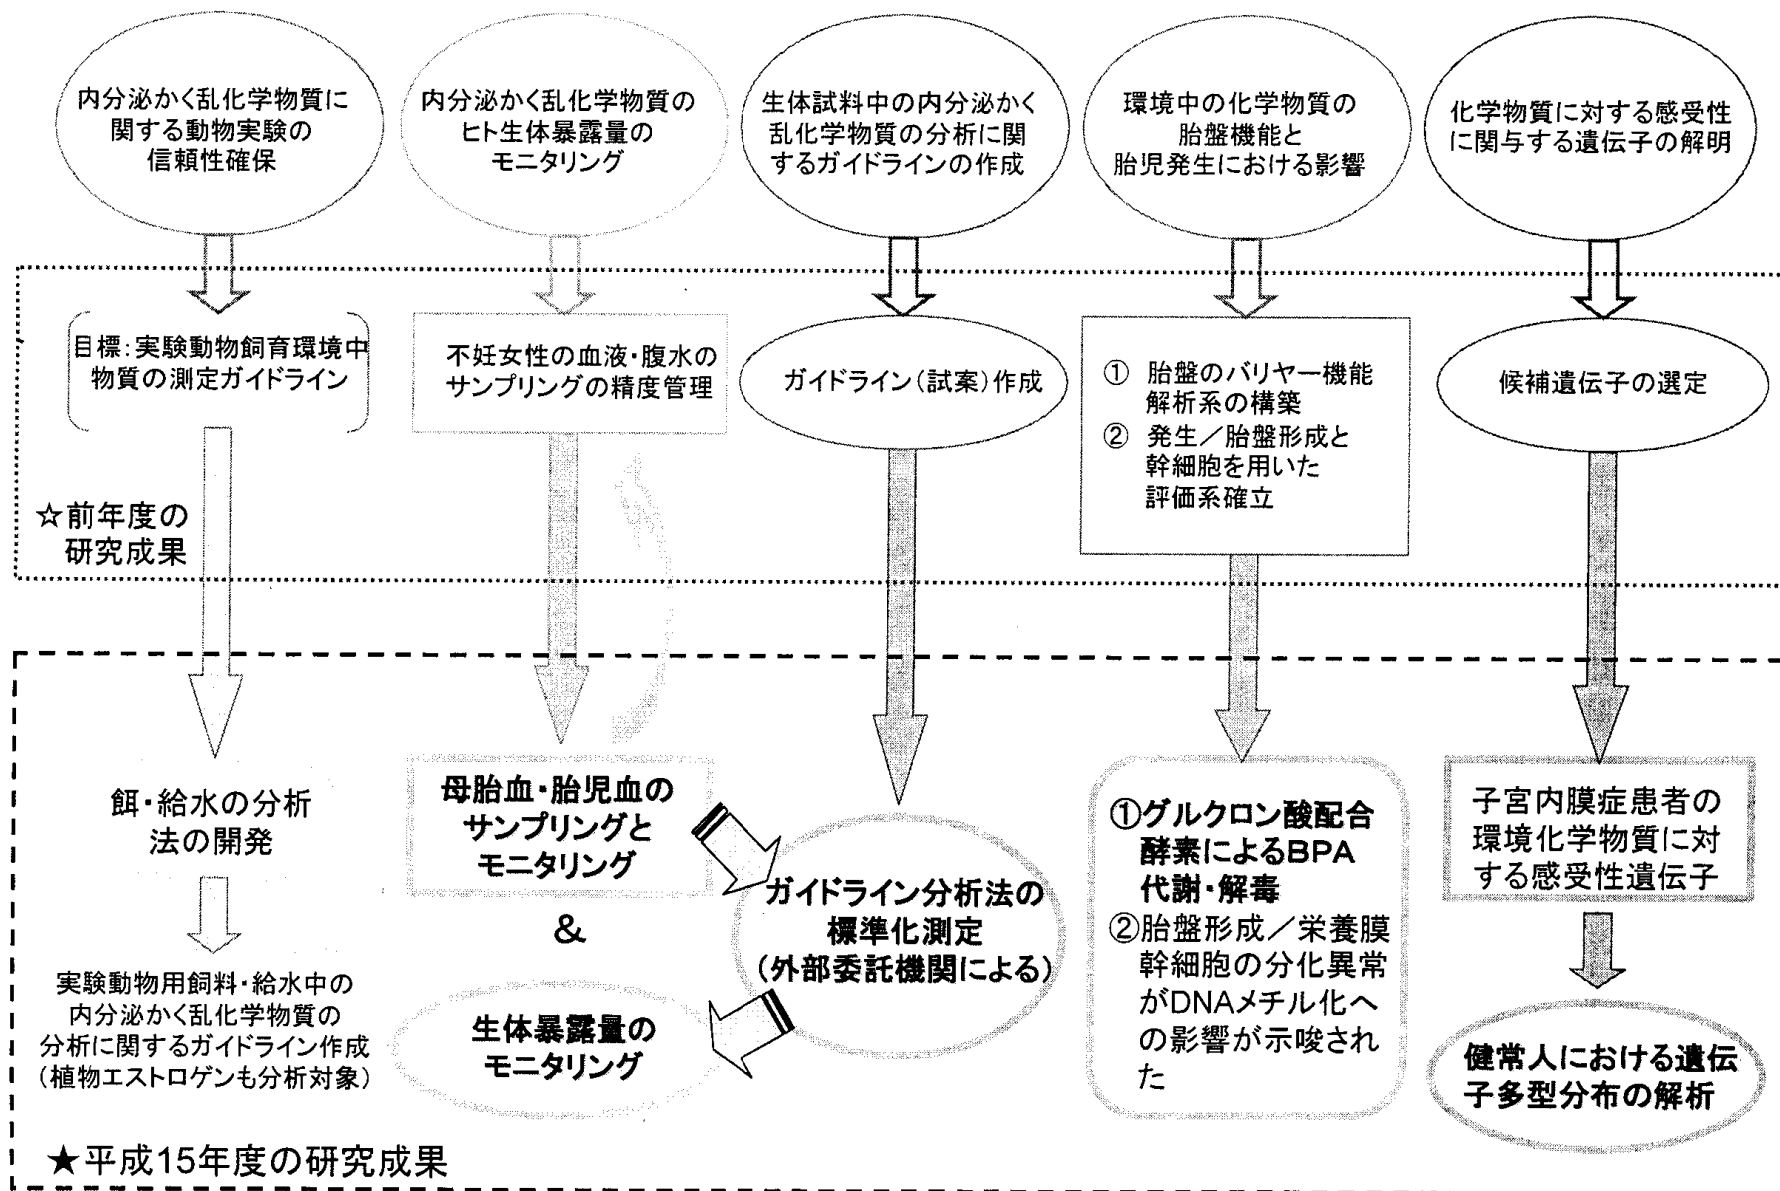 内分泌かく乱化学物質に
関する動物実験の
信頼性確保
内分泌かく乱化学物質の
ヒト生体暴露量の
モニタリング
生体試料中の内分泌かく
乱化学物質の分析に関
するガイドラインの作成
環境中の化学物質の
胎盤機能と
胎児発生における影響
化学物質に対する感受性
に関与する遺伝子の解明
目標:実験動物飼育環境中
物質の測定ガイドライン
不妊女性の血液・腹水の
サンプリングの精度管理
ガイドライン(試案)作成
① 胎盤のバリヤー機能
解析系の構築
② 発生／胎盤形成と
幹細胞を用いた
評価系確立
候補遺伝子の選定
☆前年度の
研究成果
餌・給水の分析
法の開発
実験動物用飼料・給水中の
内分泌かく乱化学物質の
分析に関するガイドライン作成
(植物エストロゲンも分析対象)
母胎血・胎児血の
サンプリングと
モニタリング
&
生体暴露量の
モニタリング
ガイドライン分析法の
標準化測定
(外部委託機関による)
①グルクロン酸配合
酵素によるBPA
代謝・解毒
②胎盤形成／栄養膜
幹細胞の分化異常
がDNAメチル化へ
の影響が示唆され
た
子宮内膜症患者の
環境化学物質に対
する感受性遺伝子
健常人における遺伝
子多型分布の解析
★平成15年度の研究成果